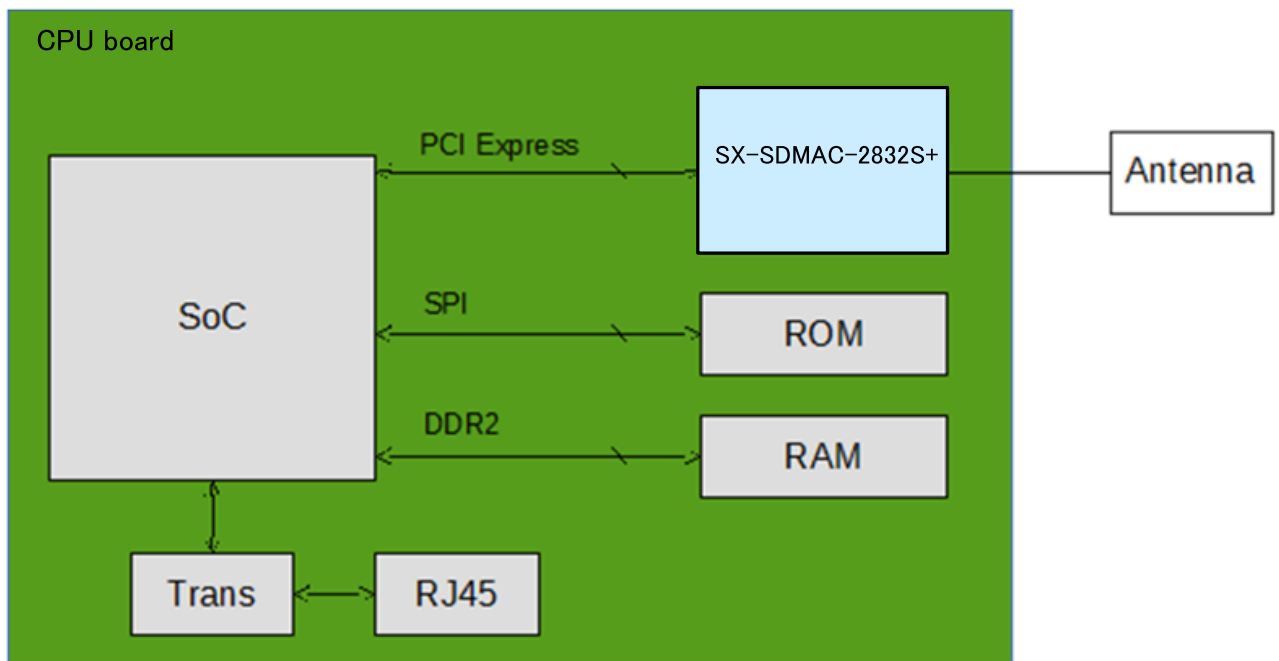 CPU board
PCI Express
SX-SDMAC-2832S+
Antenna
SoC
SPI
ROM
DDR2
RAM
Trans
RJ45